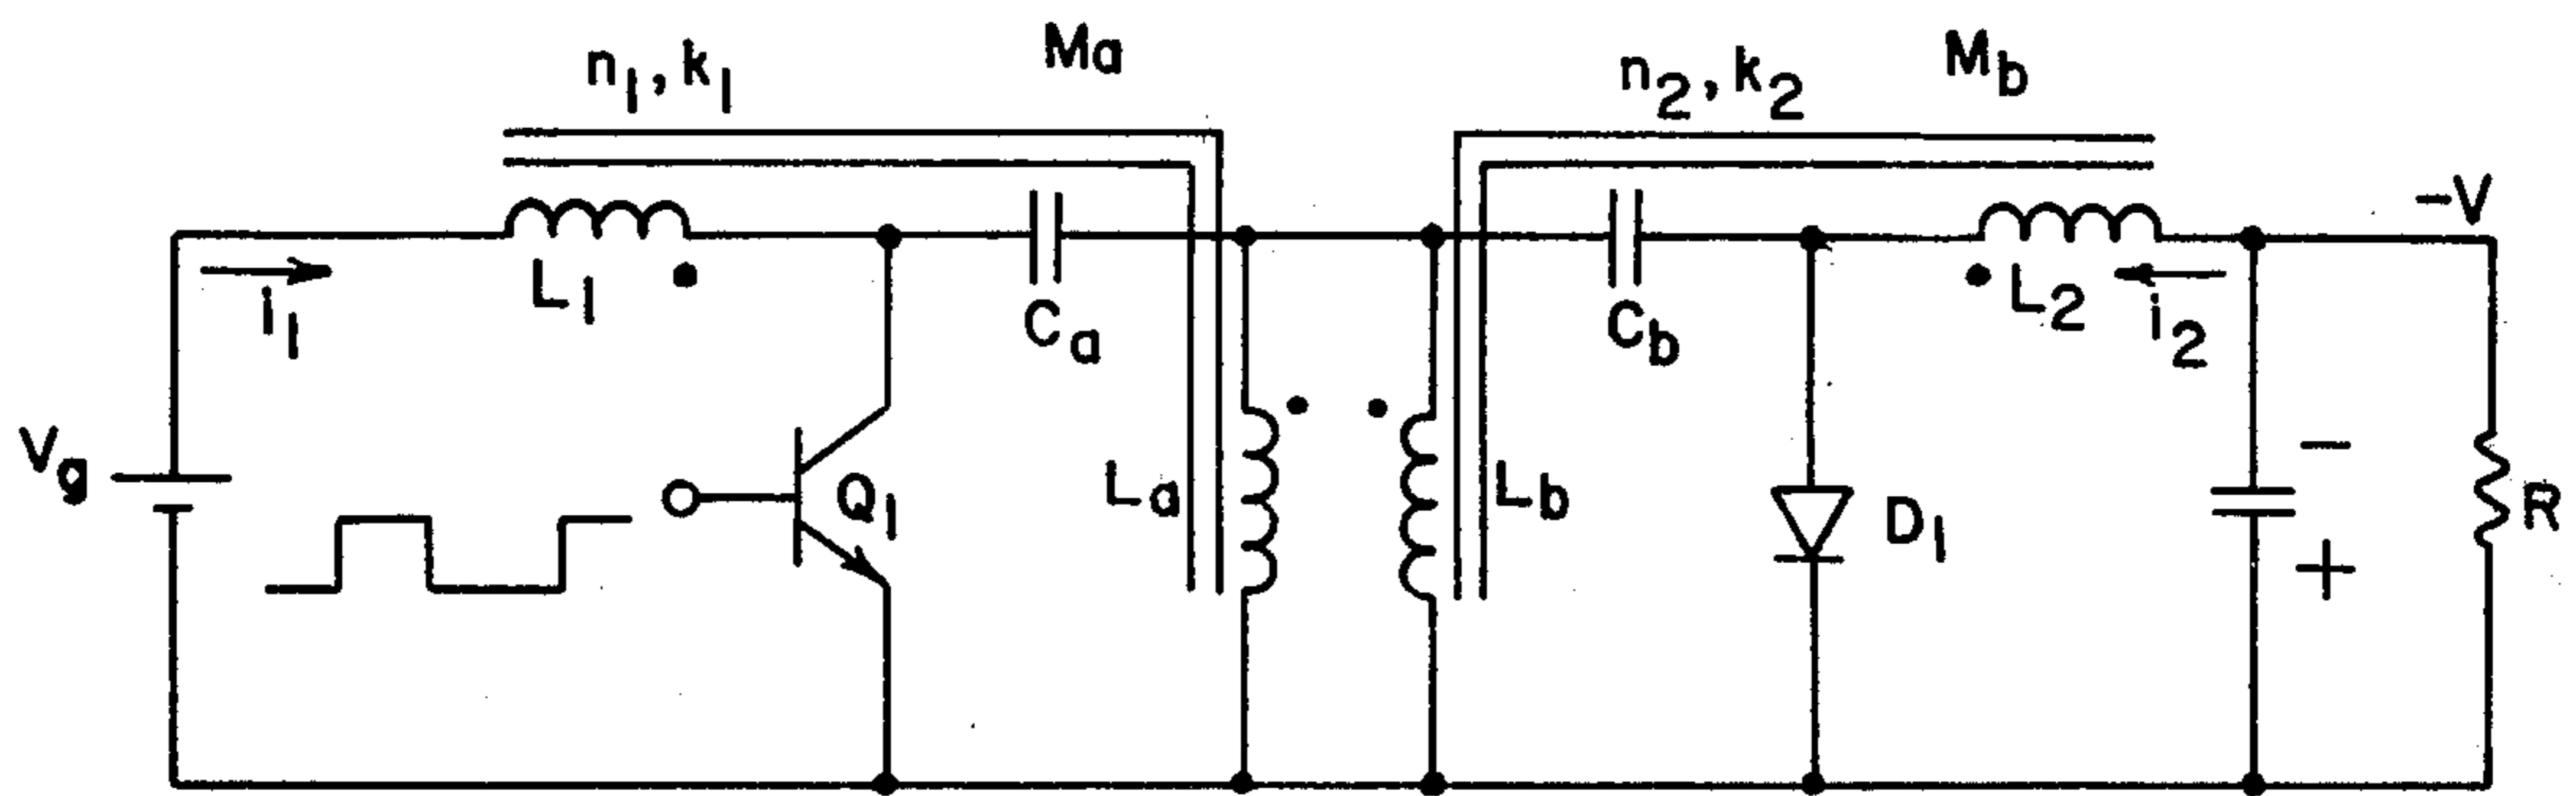 n1, k1
Ma
n2, k2
Mb
-V
L1
i1
Ca
Cb
L2
i2
Vg
Q1
La
Lb
D1
−
+
R